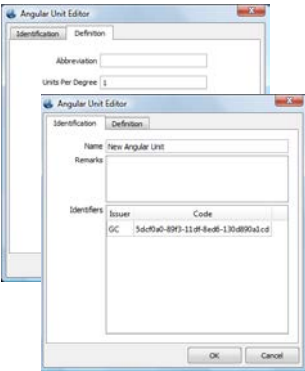 Angular Unit Editor
Identification Definition
Abbreviation
Units Per Degree 1
Angular Unit Editor
Identification Definition
Name New Angular Unit
Remarks
Identifiers Issuer Code
GC 5dcf0a0-89f3-11df-8ed6-130d890a1cd
OK Cancel